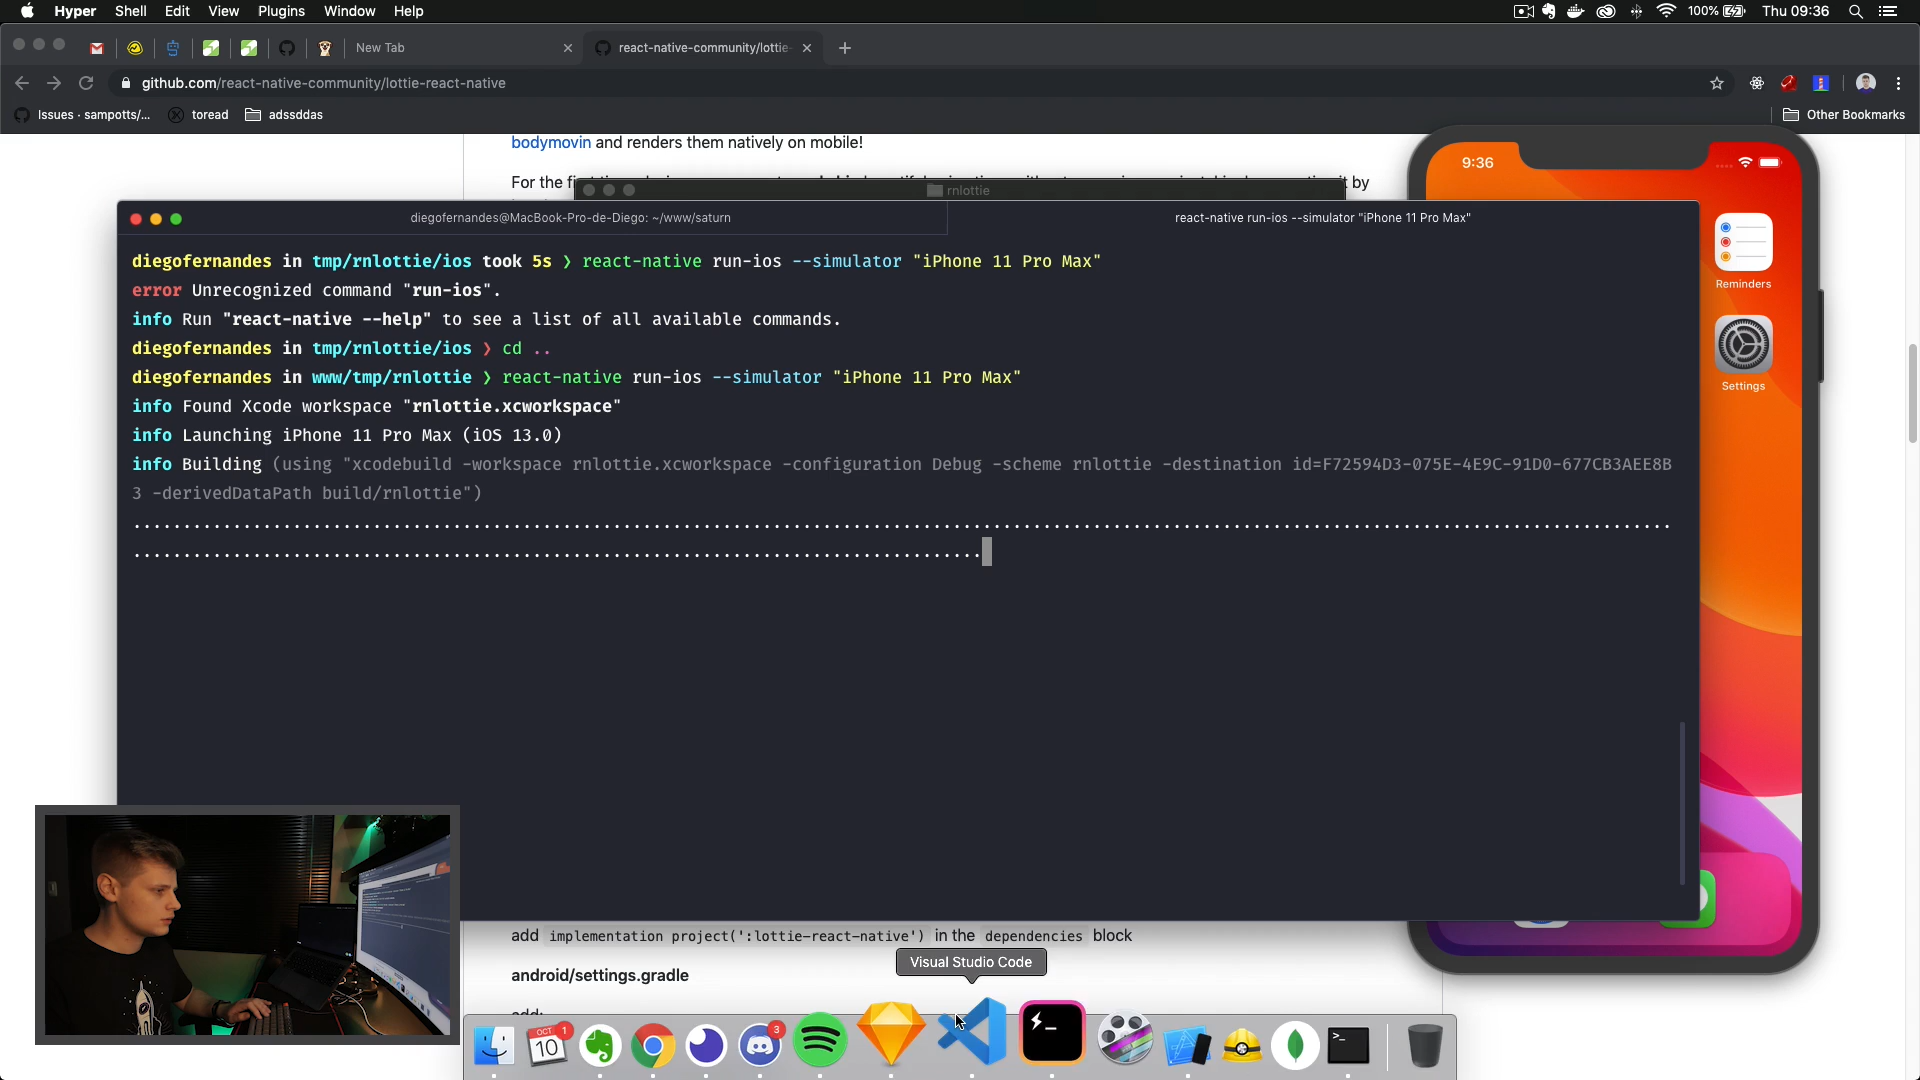 Hyper Shell Edit View Plugins Window Help 100% Thu 09:36
New Tab react-native-community/lottie-
github.com/react-native-community/lottie-react-native
Issues · sampotts/... toread adssddas Other Bookmarks
bodymovin and renders them natively on mobile!
9:36
rnlottie
it by
diegofernandes@MacBook-Pro-de-Diego: ~/www/saturn react-native run-ios --simulator "iPhone 11 Pro Max"
diegofernandes in tmp/rnlottie/ios took 5s ❯ react-native run-ios --simulator "iPhone 11 Pro Max"
error Unrecognized command "run-ios".
info Run "react-native --help" to see a list of all available commands.
diegofernandes in tmp/rnlottie/ios ❯ cd ..
diegofernandes in www/tmp/rnlottie ❯ react-native run-ios --simulator "iPhone 11 Pro Max"
info Found Xcode workspace "rnlottie.xcworkspace"
info Launching iPhone 11 Pro Max (iOS 13.0)
info Building (using "xcodebuild -workspace rnlottie.xcworkspace -configuration Debug -scheme rnlottie -destination id=F72594D3-075E-4E9C-91D0-677CB3AEE8B
3 -derivedDataPath build/rnlottie")
Reminders
Settings
add implementation project(':lottie-react-native') in the dependencies block
Visual Studio Code
android/settings.gradle
add:
OCT 1
10
3